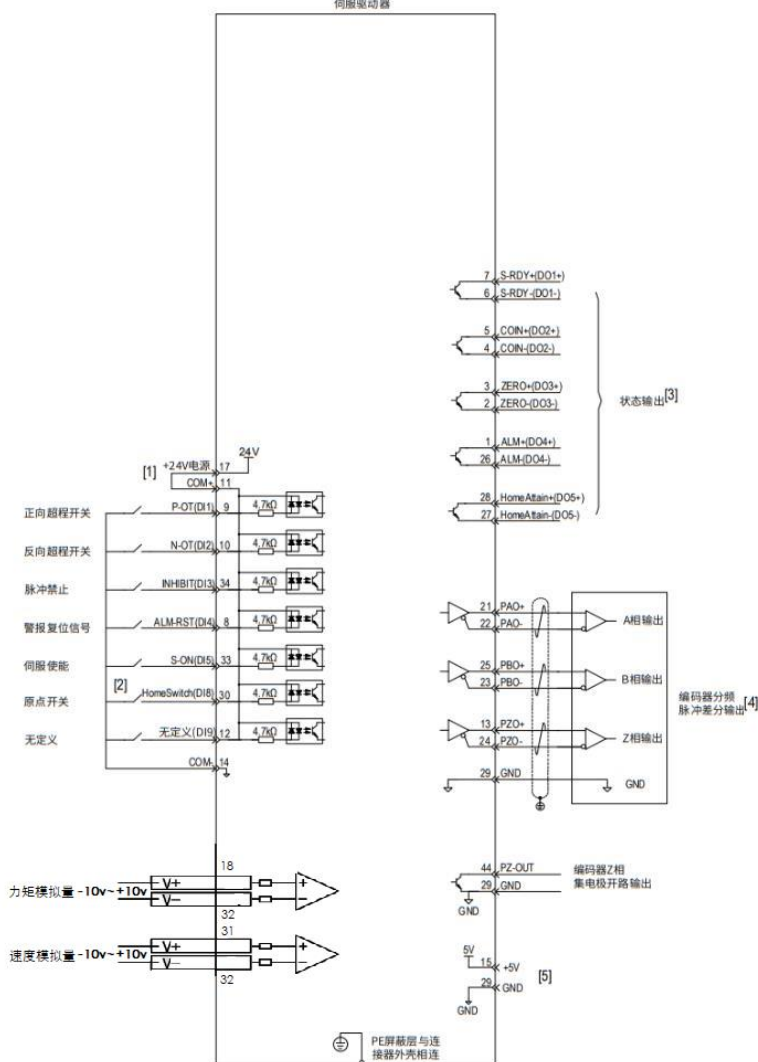 伺服驱动器
7 S-RDY+(DO1+)
6 S-RDY-(DO1-)
5 COIN+(DO2+)
4 COIN-(DO2-)
3 ZERO+(DO3+)
2 ZERO-(DO3-)
状态输出[3]
1 ALM+(DO4+)
26 ALM-(DO4-)
28 HomeAttain+(DO5+)
27 HomeAttain-(DO5-)
[1] +24V电源 17 24V
COM+ 11
正向超程开关 P-OT(DI1) 9 4.7kΩ
反向超程开关 N-OT(DI2) 10 4.7kΩ
脉冲禁止 INHIBIT(DI3) 34 4.7kΩ
警报复位信号 ALM-RST(DI4) 8 4.7kΩ
伺服使能 S-ON(DI5) 33 4.7kΩ
[2]
原点开关 HomeSwitch(DI8) 30 4.7kΩ
无定义 无定义(DI9) 12 4.7kΩ
COM- 14
21 PAO+
22 PAO-
A相输出
25 PBO+
23 PBO-
B相输出
13 PZO+
24 PZO-
Z相输出
编码器分频
脉冲差分输出[4]
29 GND
GND
力矩模拟量 -10v~+10v
18
V+
V-
32
+
-
速度模拟量 -10v~+10v
31
V+
V-
32
+
-
44 PZ-OUT
29 GND
GND
编码器Z相
集电极开路输出
5V
15 +5V
[5]
29 GND
GND
PE屏蔽层与连
接器外壳相连